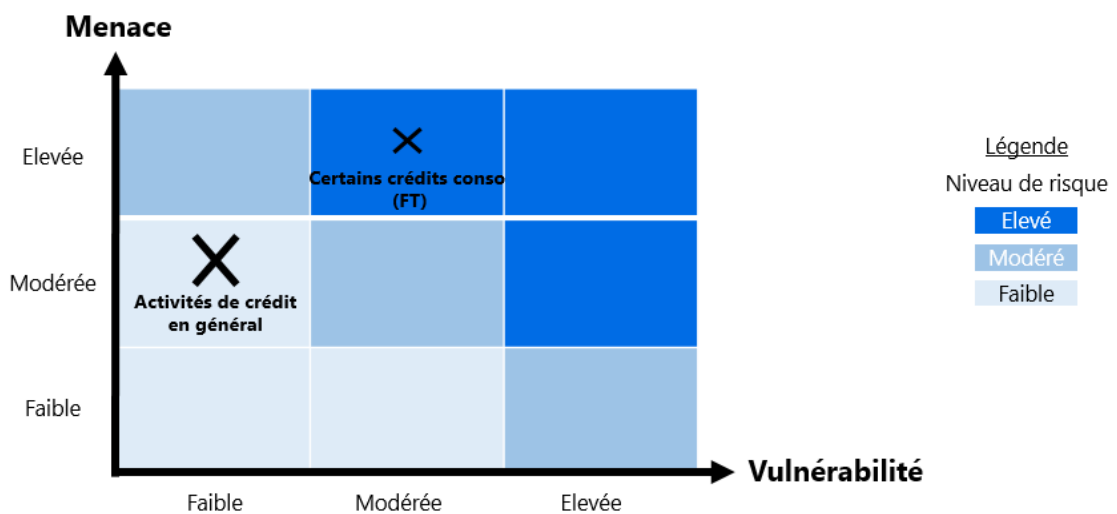 Menace
Elevée
Certains crédits conso
(FT)
Modérée
Activités de crédit
en général
Faible
Vulnérabilité
Faible
Modérée
Elevée
Légende
Niveau de risque
Elevé
Modéré
Faible